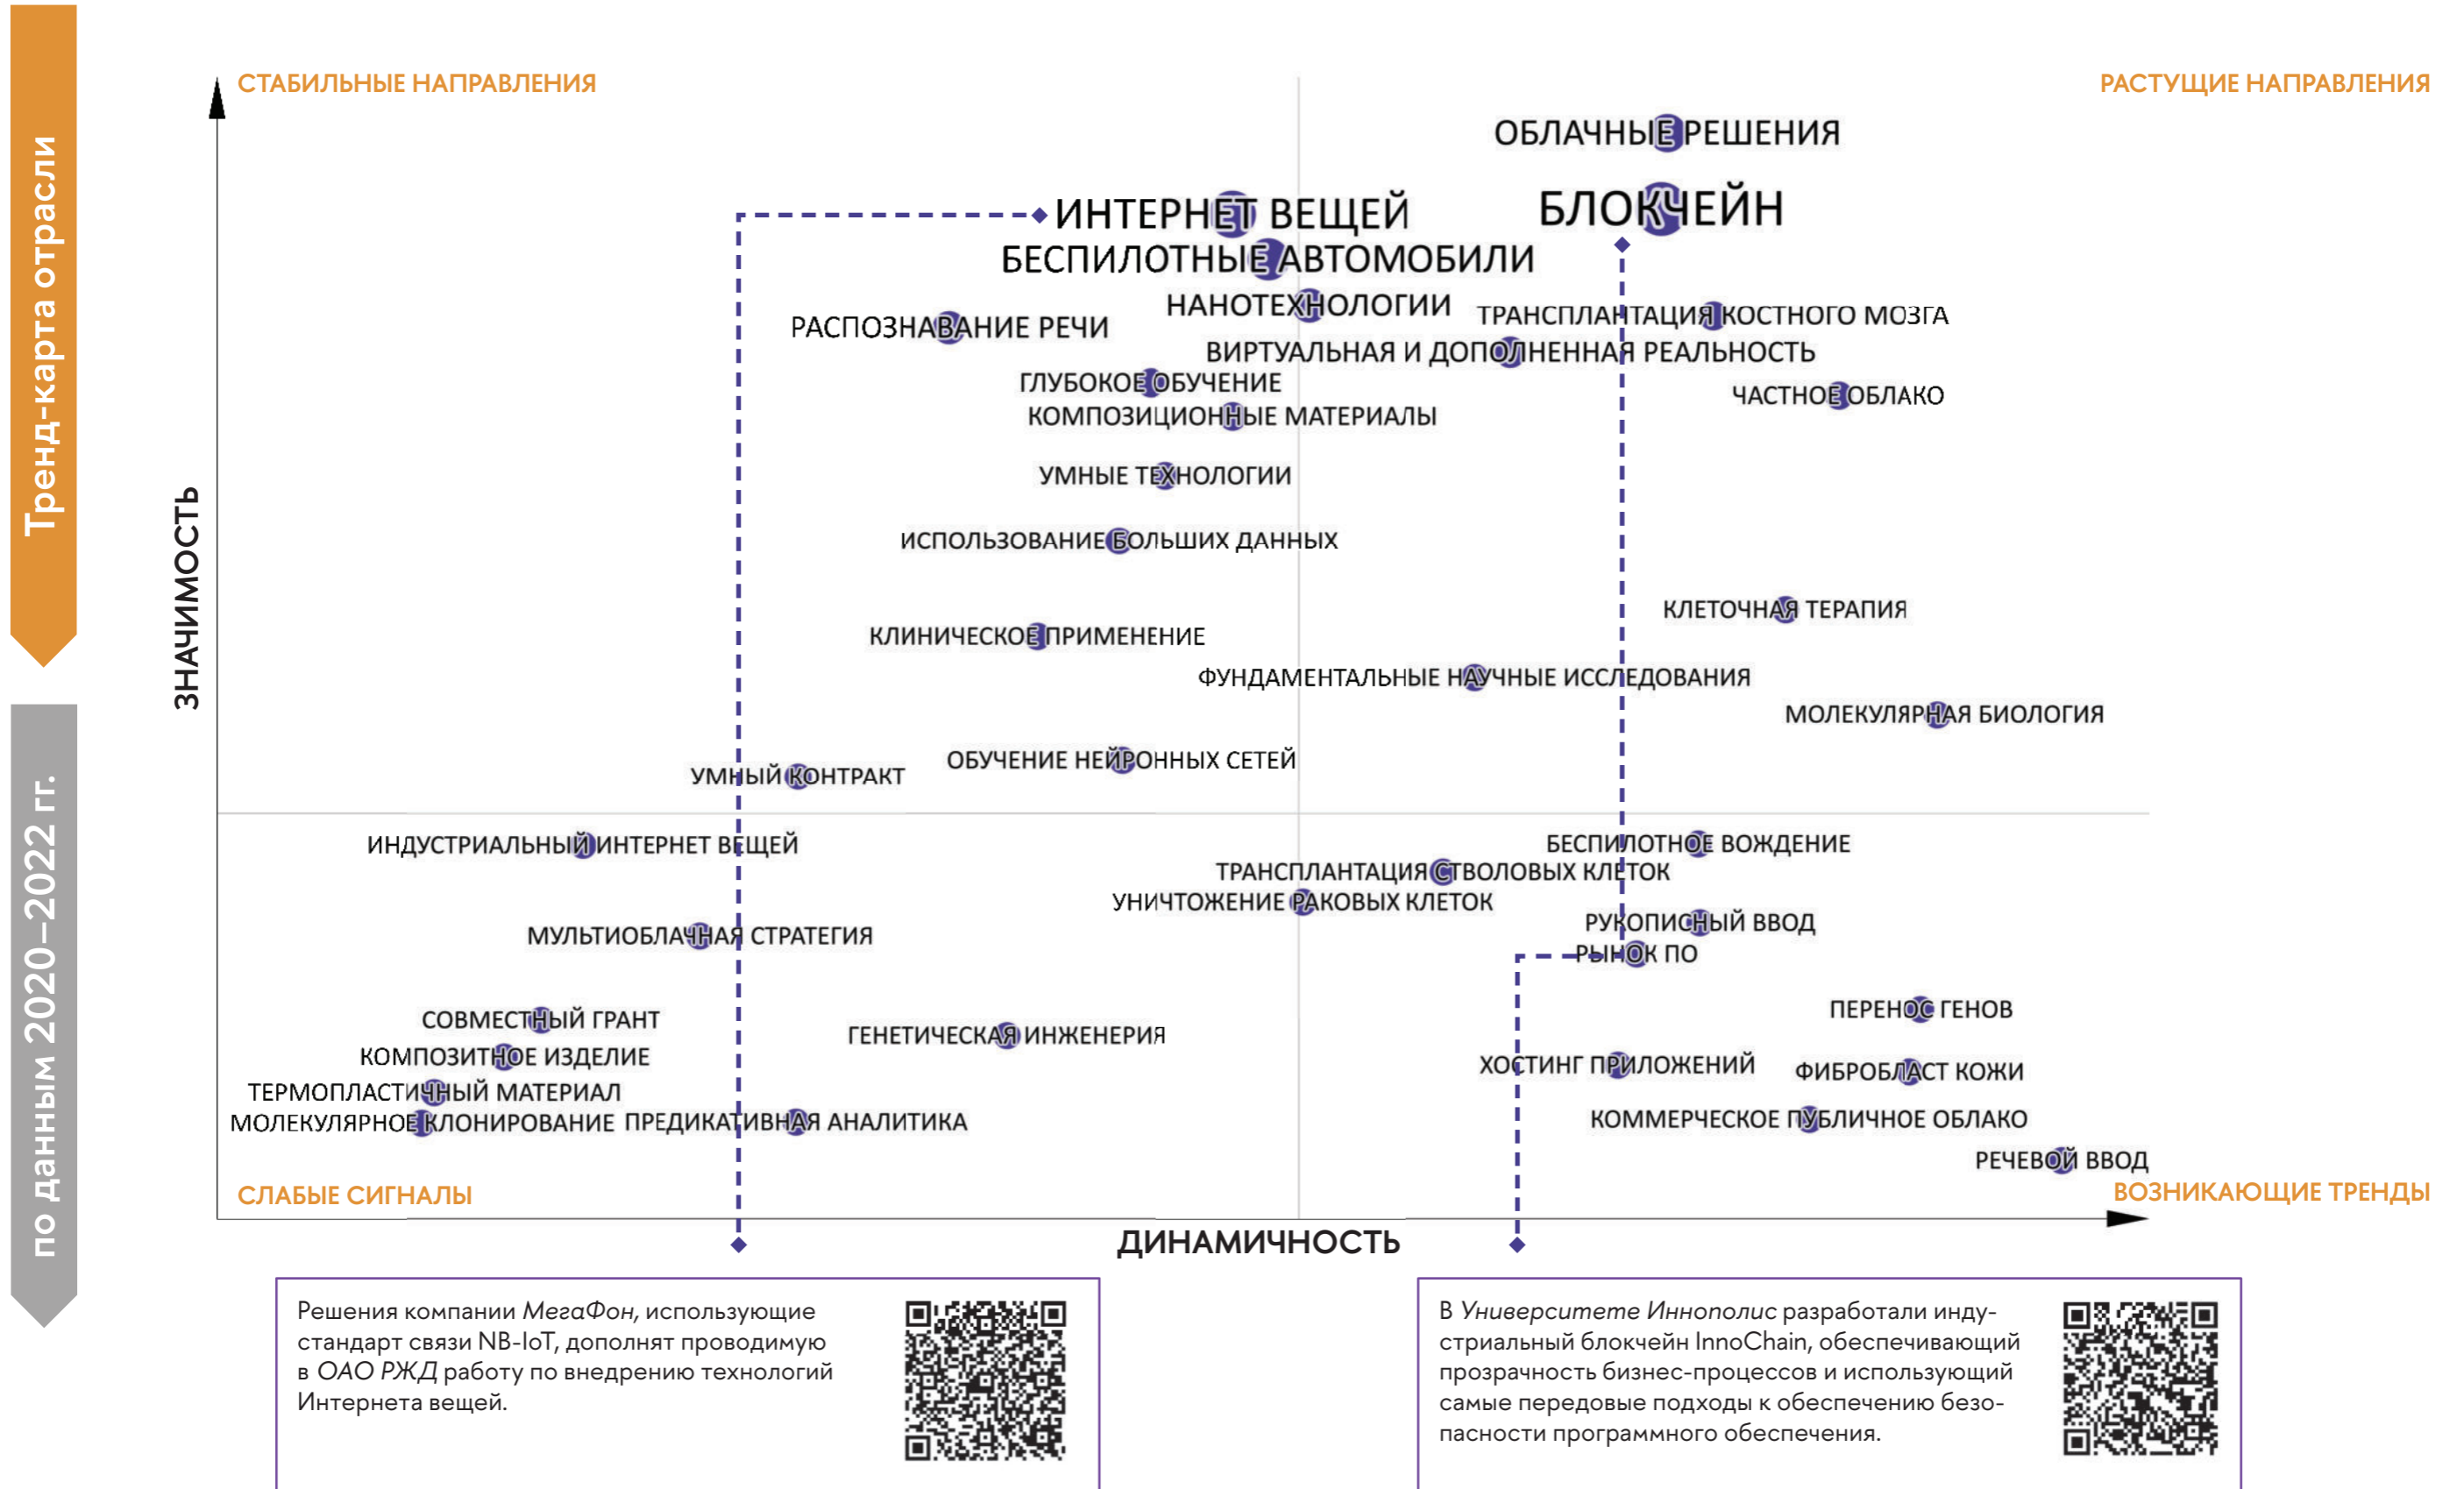 Тренд-карта отрасли
по данным 2020–2022 гг.
СТАБИЛЬНЫЕ НАПРАВЛЕНИЯ
РАСТУЩИЕ НАПРАВЛЕНИЯ
ЗНАЧИМОСТЬ
ОБЛАЧНЫЕ РЕШЕНИЯ
ИНТЕРНЕТ ВЕЩЕЙ
БЛОКЧЕЙН
БЕСПИЛОТНЫЕ АВТОМОБИЛИ
НАНОТЕХНОЛОГИИ
ТРАНСПЛАНТАЦИЯ КОСТНОГО МОЗГА
РАСПОЗНАВАНИЕ РЕЧИ
ВИРТУАЛЬНАЯ И ДОПОЛНЕННАЯ РЕАЛЬНОСТЬ
ГЛУБОКОЕ ОБУЧЕНИЕ
ЧАСТНОЕ ОБЛАКО
КОМПОЗИЦИОННЫЕ МАТЕРИАЛЫ
УМНЫЕ ТЕХНОЛОГИИ
ИСПОЛЬЗОВАНИЕ БОЛЬШИХ ДАННЫХ
КЛЕТОЧНАЯ ТЕРАПИЯ
КЛИНИЧЕСКОЕ ПРИМЕНЕНИЕ
ФУНДАМЕНТАЛЬНЫЕ НАУЧНЫЕ ИССЛЕДОВАНИЯ
МОЛЕКУЛЯРНАЯ БИОЛОГИЯ
ОБУЧЕНИЕ НЕЙРОННЫХ СЕТЕЙ
УМНЫЙ КОНТРАКТ
ИНДУСТРИАЛЬНЫЙ ИНТЕРНЕТ ВЕЩЕЙ
БЕСПИЛОТНОЕ ВОЖДЕНИЕ
ТРАНСПЛАНТАЦИЯ СТВОЛОВЫХ КЛЕТОК
УНИЧТОЖЕНИЕ РАКОВЫХ КЛЕТОК
РУКОПИСНЫЙ ВВОД
МУЛЬТИОБЛАЧНАЯ СТРАТЕГИЯ
РЫНОК ПО
ПЕРЕНОС ГЕНОВ
СОВМЕСТНЫЙ ГРАНТ
ГЕНЕТИЧЕСКАЯ ИНЖЕНЕРИЯ
КОМПОЗИТНОЕ ИЗДЕЛИЕ
ХОСТИНГ ПРИЛОЖЕНИЙ
ФИБРОБЛАСТ КОЖИ
ТЕРМОПЛАСТИЧНЫЙ МАТЕРИАЛ
МОЛЕКУЛЯРНОЕ КЛОНИРОВАНИЕ
ПРЕДИКАТИВНАЯ АНАЛИТИКА
КОММЕРЧЕСКОЕ ПУБЛИЧНОЕ ОБЛАКО
РЕЧЕВОЙ ВВОД
СЛАБЫЕ СИГНАЛЫ
ВОЗНИКАЮЩИЕ ТРЕНДЫ
ДИНАМИЧНОСТЬ
Решения компании МегаФон, использующие
стандарт связи NB-IoT, дополнят проводимую
в ОАО РЖД работу по внедрению технологий
Интернета вещей.
В Университете Иннополис разработали инду-
стриальный блокчейн InnoChain, обеспечивающий
прозрачность бизнес-процессов и использующий
самые передовые подходы к обеспечению безо-
пасности программного обеспечения.